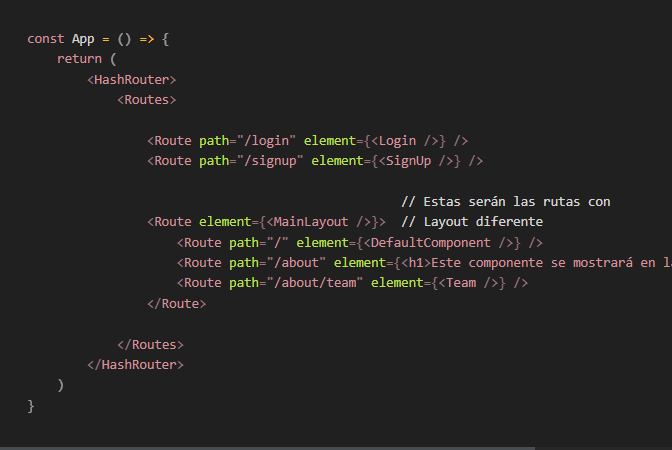 const App = () => {
    return (
        <HashRouter>
            <Routes>

                <Route path="/login" element={<Login />} />
                <Route path="/signup" element={<SignUp />} />

                                                  // Estas serán las rutas con
                <Route element={<MainLayout />}>  // Layout diferente
                    <Route path="/" element={<DefaultComponent />} />
                    <Route path="/about" element={<h1>Este componente se mostrará en
                    <Route path="/about/team" element={<Team />} />
                </Route>

            </Routes>
        </HashRouter>
    )
}